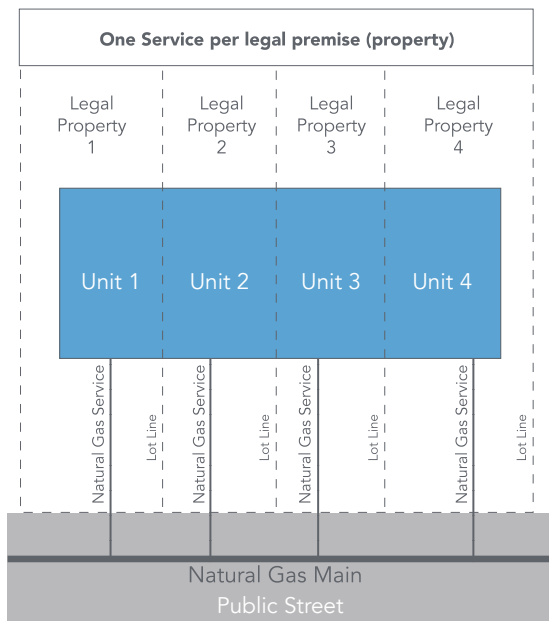 One Service per legal premise (property)
Legal
Property
1
Legal
Property
2
Legal
Property
3
Legal
Property
4
Unit 1
Unit 2
Unit 3
Unit 4
Natural Gas Service
Lot Line
Natural Gas Service
Lot Line
Natural Gas Service
Lot Line
Natural Gas Service
Lot Line
Natural Gas Main
Public Street